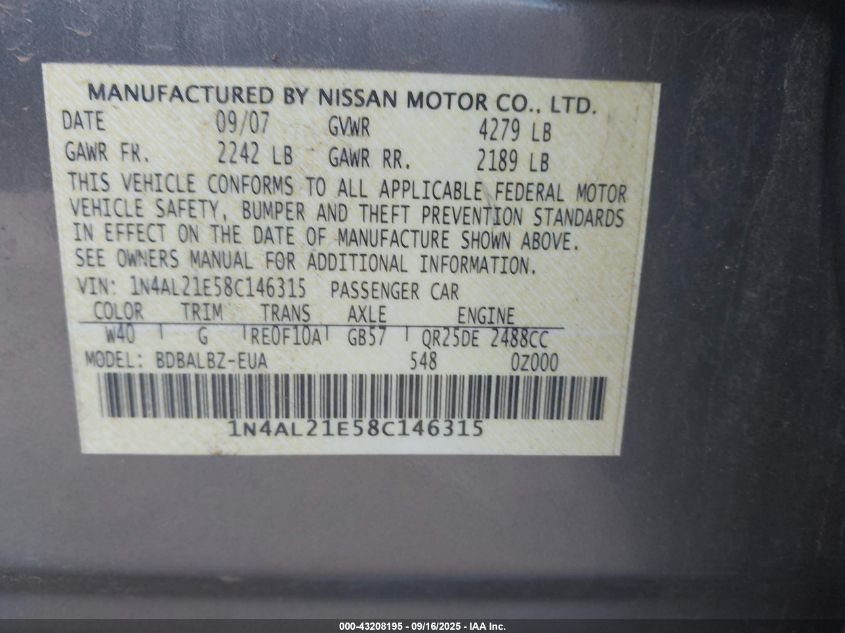 MANUFACTURED BY NISSAN MOTOR CO., LTD.
DATE 09/07 GVWR 4279 LB
GAWR FR. 2242 LB GAWR RR. 2189 LB
THIS VEHICLE CONFORMS TO ALL APPLICABLE FEDERAL MOTOR
VEHICLE SAFETY, BUMPER AND THEFT PREVENTION STANDARDS
IN EFFECT ON THE DATE OF MANUFACTURE SHOWN ABOVE.
SEE OWNERS MANUAL FOR ADDITIONAL INFORMATION.
VIN: 1N4AL21E58C146315 PASSENGER CAR
COLOR TRIM TRANS AXLE ENGINE
W40 G RE0F10A GB57 QR25DE 2488CC
MODEL: BDBALBZ-EUA 548 0Z000
1N4AL21E58C146315
000-43208195 - 09/16/2025 - IAA Inc.